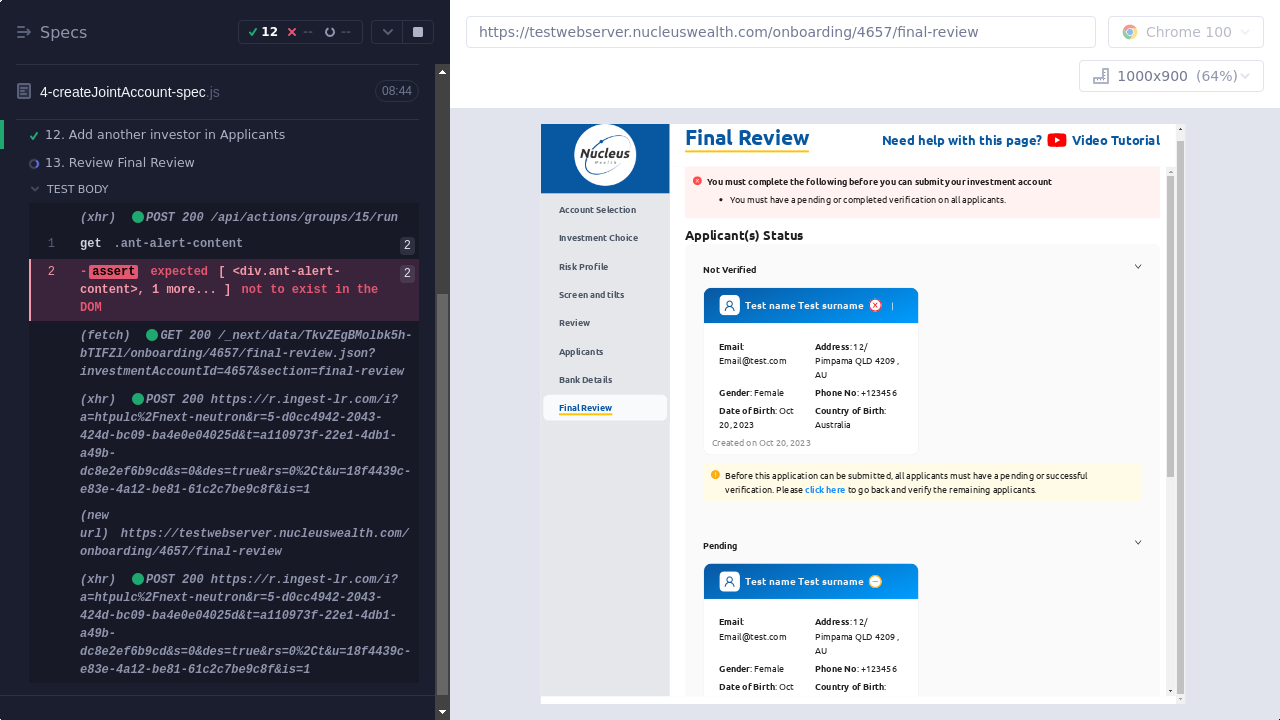 Specs
12 -- --
4-createJointAccount-spec.js 08:44
12. Add another investor in Applicants
13. Review Final Review
TEST BODY
(xhr) POST 200 /api/actions/groups/15/run
1 get .ant-alert-content 2
2 -assert expected [ <div.ant-alert-
content>, 1 more... ] not to exist in the
DOM
2
(fetch) GET 200 /_next/data/TkvZEgBMolbk5h-
bTIFZl/onboarding/4657/final-review.json?
investmentAccountId=4657&section=final-review
(xhr) POST 200 https://r.ingest-lr.com/i?
a=htpulc%2Fnext-neutron&r=5-d0cc4942-2043-
424d-bc09-ba4e0e04025d&t=a110973f-22e1-4db1-
a49b-
dc8e2ef6b9cd&s=0&des=true&rs=0%2Ct&u=18f4439c-
e83e-4a12-be81-61c2c7be9c8f&is=1
(new
url) https://testwebserver.nucleuswealth.com/
onboarding/4657/final-review
(xhr) POST 200 https://r.ingest-lr.com/i?
a=htpulc%2Fnext-neutron&r=5-d0cc4942-2043-
424d-bc09-ba4e0e04025d&t=a110973f-22e1-4db1-
a49b-
dc8e2ef6b9cd&s=0&des=true&rs=0%2Ct&u=18f4439c-
e83e-4a12-be81-61c2c7be9c8f&is=1
https://testwebserver.nucleuswealth.com/onboarding/4657/final-review
Chrome 100
1000x900 (64%)
Nucleus
Wealth
Account Selection
Investment Choice
Risk Profile
Screen and tilts
Review
Applicants
Bank Details
Final Review
Final Review
Need help with this page? Video Tutorial
You must complete the following before you can submit your investment account
• You must have a pending or completed verification on all applicants.
Applicant(s) Status
Not Verified
Test name Test surname |
Email:
Email@test.com
Address: 12/
Pimpama QLD 4209 ,
AU
Gender: Female
Phone No: +123456
Date of Birth: Oct
20, 2023
Country of Birth:
Australia
Created on Oct 20, 2023
Before this application can be submitted, all applicants must have a pending or successful
verification. Please click here to go back and verify the remaining applicants.
Pending
Test name Test surname
Email:
Email@test.com
Address: 12/
Pimpama QLD 4209 ,
AU
Gender: Female
Phone No: +123456
Date of Birth: Oct
Country of Birth: